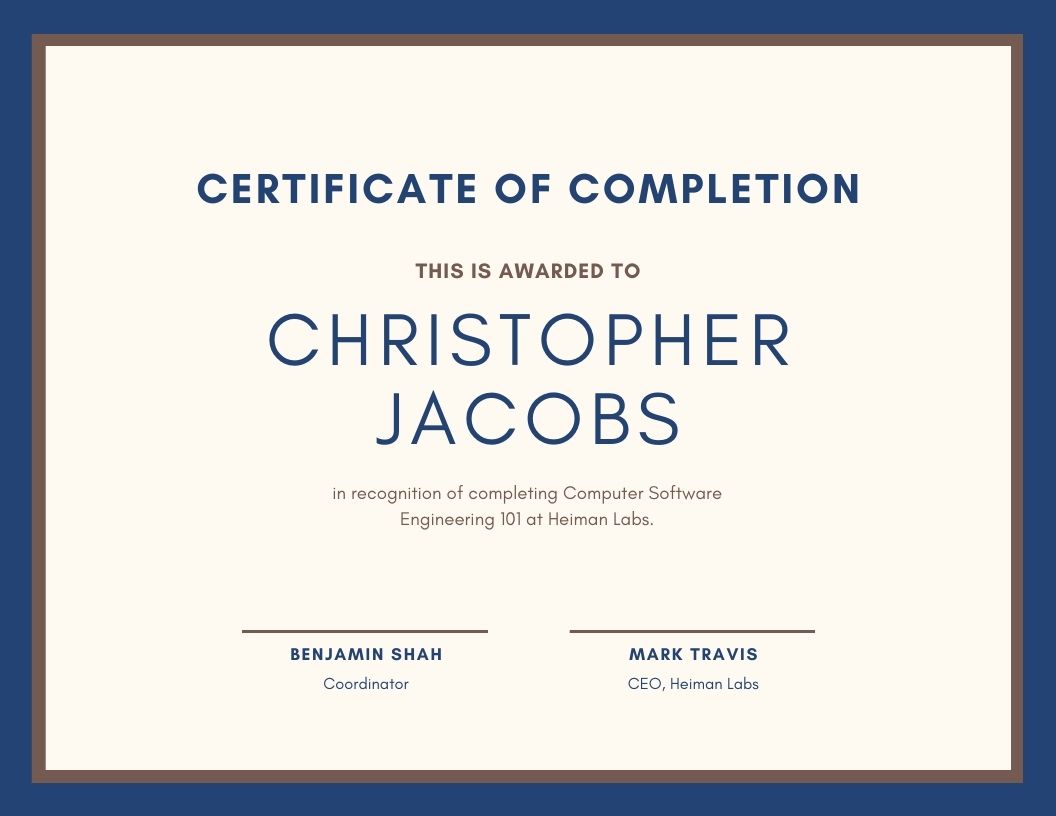 CERTIFICATE OF COMPLETION
THIS IS AWARDED TO
CHRISTOPHER
JACOBS
in recognition of completing Computer Software
Engineering 101 at Heiman Labs.
BENJAMIN SHAH
Coordinator
MARK TRAVIS
CEO, Heiman Labs